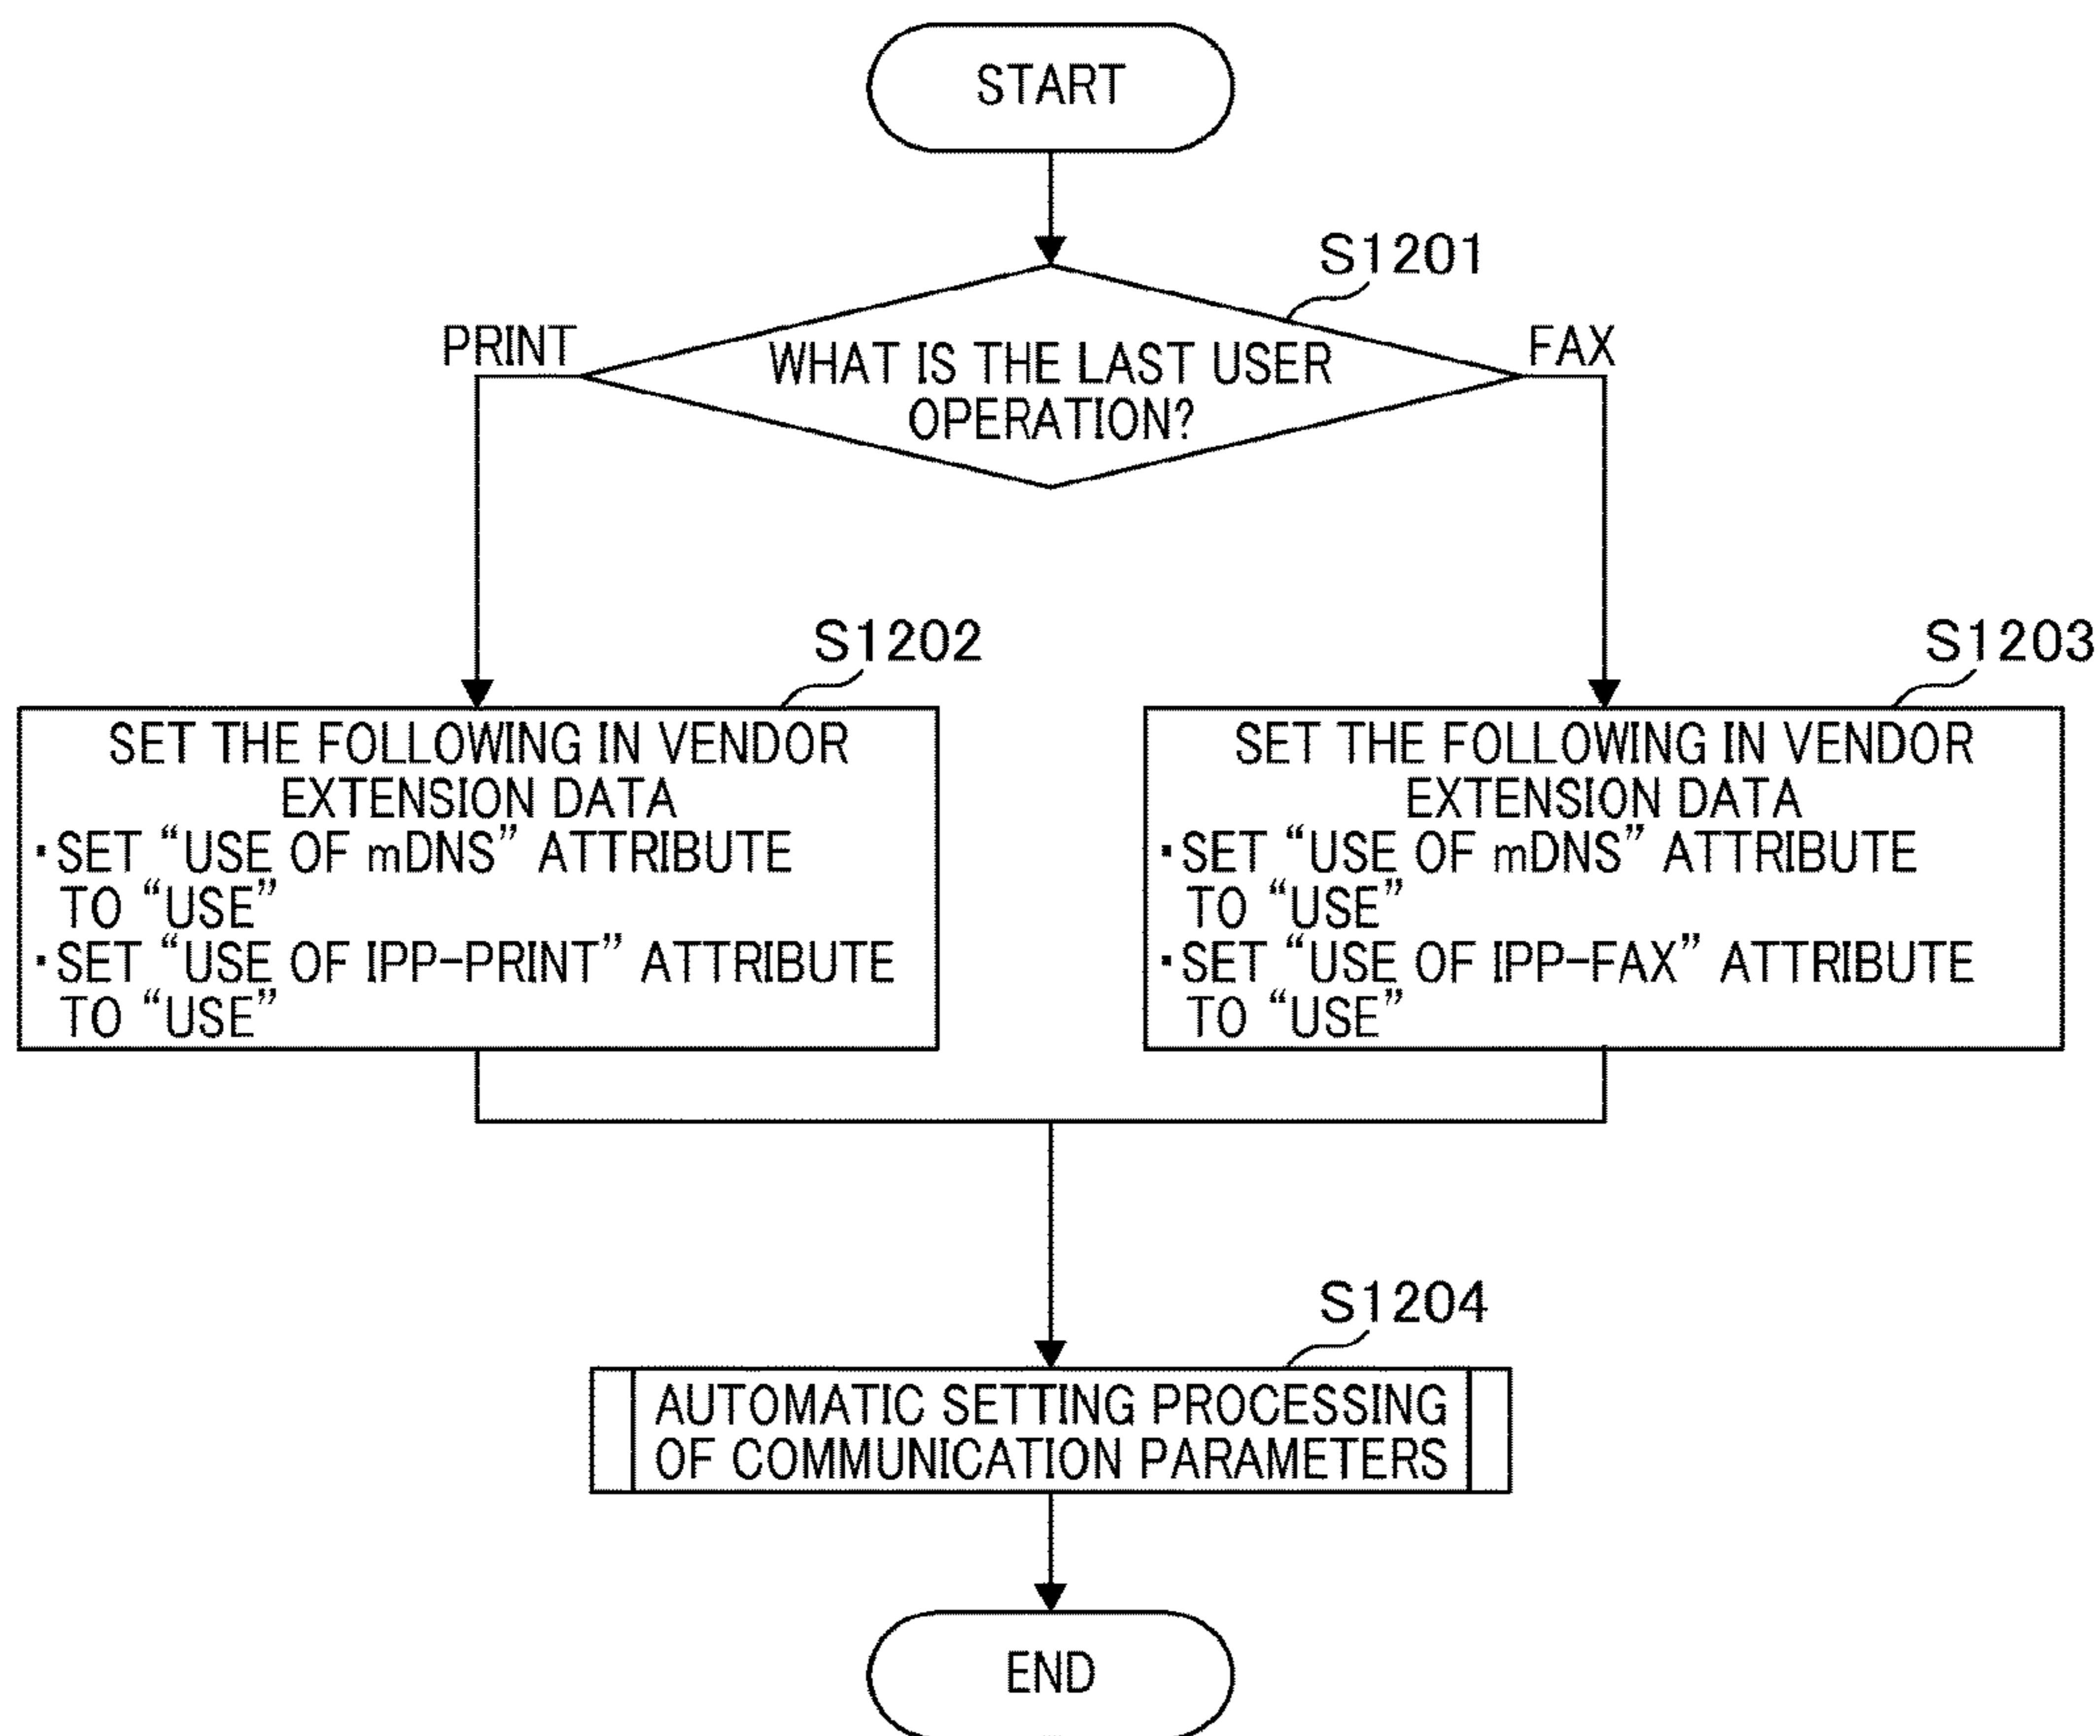 START
S1201
PRINT
FAX
WHAT IS THE LAST USER
OPERATION?
S1202
SET THE FOLLOWING IN VENDOR
EXTENSION DATA
・SET “USE OF mDNS” ATTRIBUTE
TO “USE”
・SET “USE OF IPP-PRINT” ATTRIBUTE
TO “USE”
S1203
SET THE FOLLOWING IN VENDOR
EXTENSION DATA
・SET “USE OF mDNS” ATTRIBUTE
TO “USE”
・SET “USE OF IPP-FAX” ATTRIBUTE
TO “USE”
S1204
AUTOMATIC SETTING PROCESSING
OF COMMUNICATION PARAMETERS
END